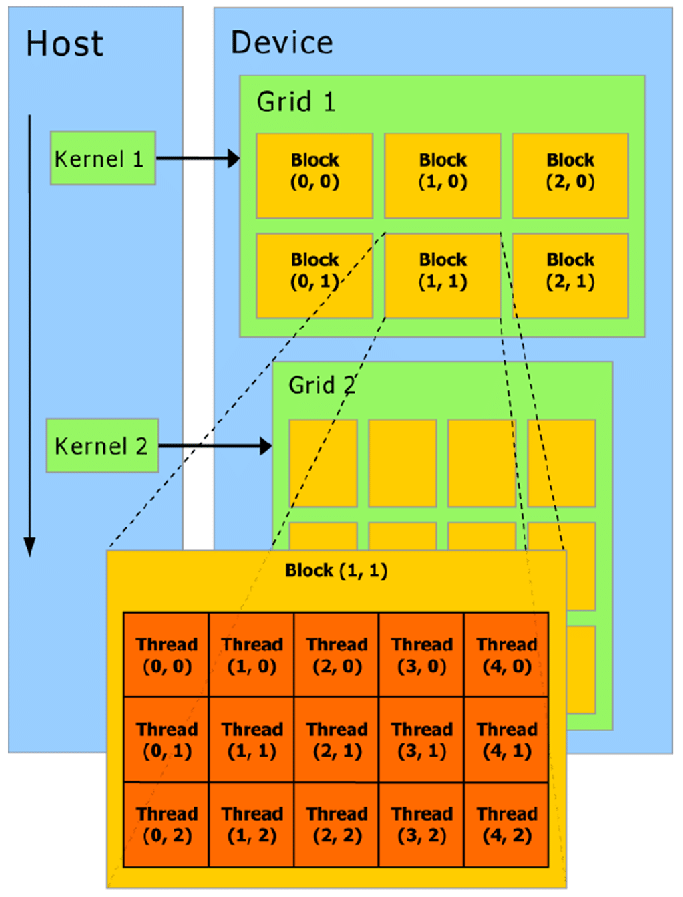 Host
Device
Grid 1
Kernel 1
Block
(0, 0)
Block
(1, 0)
Block
(2, 0)
Block
(0, 1)
Block
(1, 1)
Block
(2, 1)
Grid 2
Kernel 2
Block (1, 1)
Thread
(0, 0)
Thread
(1, 0)
Thread
(2, 0)
Thread
(3, 0)
Thread
(4, 0)
Thread
(0, 1)
Thread
(1, 1)
Thread
(2, 1)
Thread
(3, 1)
Thread
(4, 1)
Thread
(0, 2)
Thread
(1, 2)
Thread
(2, 2)
Thread
(3, 2)
Thread
(4, 2)